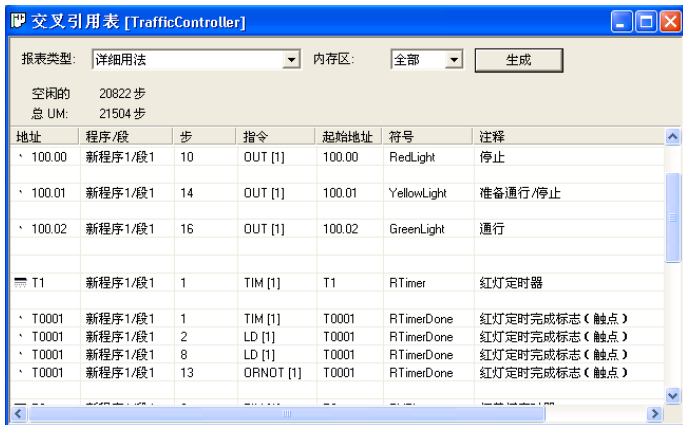 交叉引用表 [TrafficController]
报表类型: 详细用法 内存区: 全部 生成
空闲的 20822 步
总 UM: 21504 步
地址 程序/段 步 指令 起始地址 符号 注释
100.00 新程序1/段1 10 OUT [1] 100.00 RedLight 停止
100.01 新程序1/段1 14 OUT [1] 100.01 YellowLight 准备通行/停止
100.02 新程序1/段1 16 OUT [1] 100.02 GreenLight 通行
T1 新程序1/段1 1 TIM [1] T1 RTimer 红灯定时器
T0001 新程序1/段1 1 TIM [1] T0001 RTimerDone 红灯定时完成标志（触点）
T0001 新程序1/段1 2 LD [1] T0001 RTimerDone 红灯定时完成标志（触点）
T0001 新程序1/段1 8 LD [1] T0001 RTimerDone 红灯定时完成标志（触点）
T0001 新程序1/段1 13 ORNOT [1] T0001 RTimerDone 红灯定时完成标志（触点）